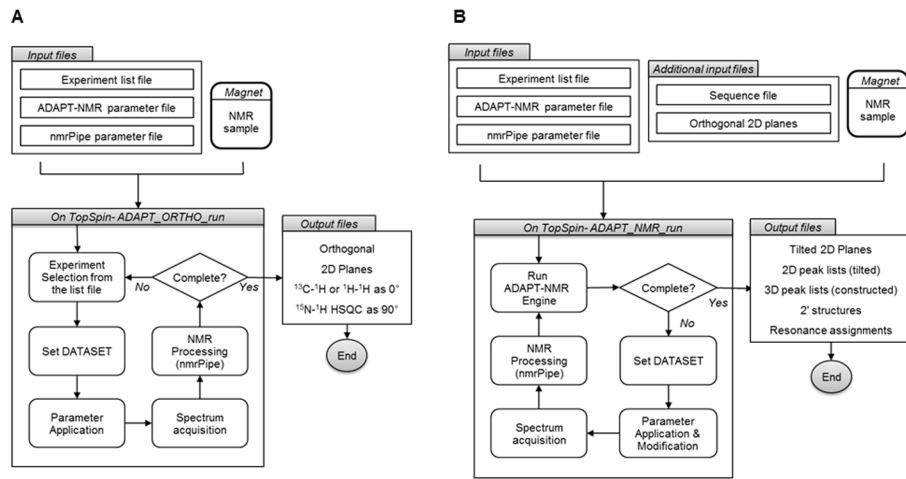 A
Input files
Experiment list file
ADAPT-NMR parameter file
nmrPipe parameter file
Magnet
NMR
sample
On TopSpin- ADAPT_ORTHO_run
Experiment
Selection from
the list file
Complete?
No
Yes
Set DATASET
NMR
Processing
(nmrPipe)
Parameter
Application
Spectrum
acquisition
Output files
Orthogonal
2D Planes
¹³C-¹H or ¹H-¹H as 0°
¹⁵N-¹H HSQC as 90°
End
B
Input files
Experiment list file
ADAPT-NMR parameter file
nmrPipe parameter file
Additional input files
Sequence file
Orthogonal 2D planes
Magnet
NMR
sample
On TopSpin- ADAPT_NMR_run
Run
ADAPT-NMR
Engine
Complete?
Yes
No
NMR
Processing
(nmrPipe)
Set DATASET
Spectrum
acquisition
Parameter
Application &
Modification
Output files
Tilted 2D Planes
2D peak lists (tilted)
3D peak lists (constructed)
2' structures
Resonance assignments
End